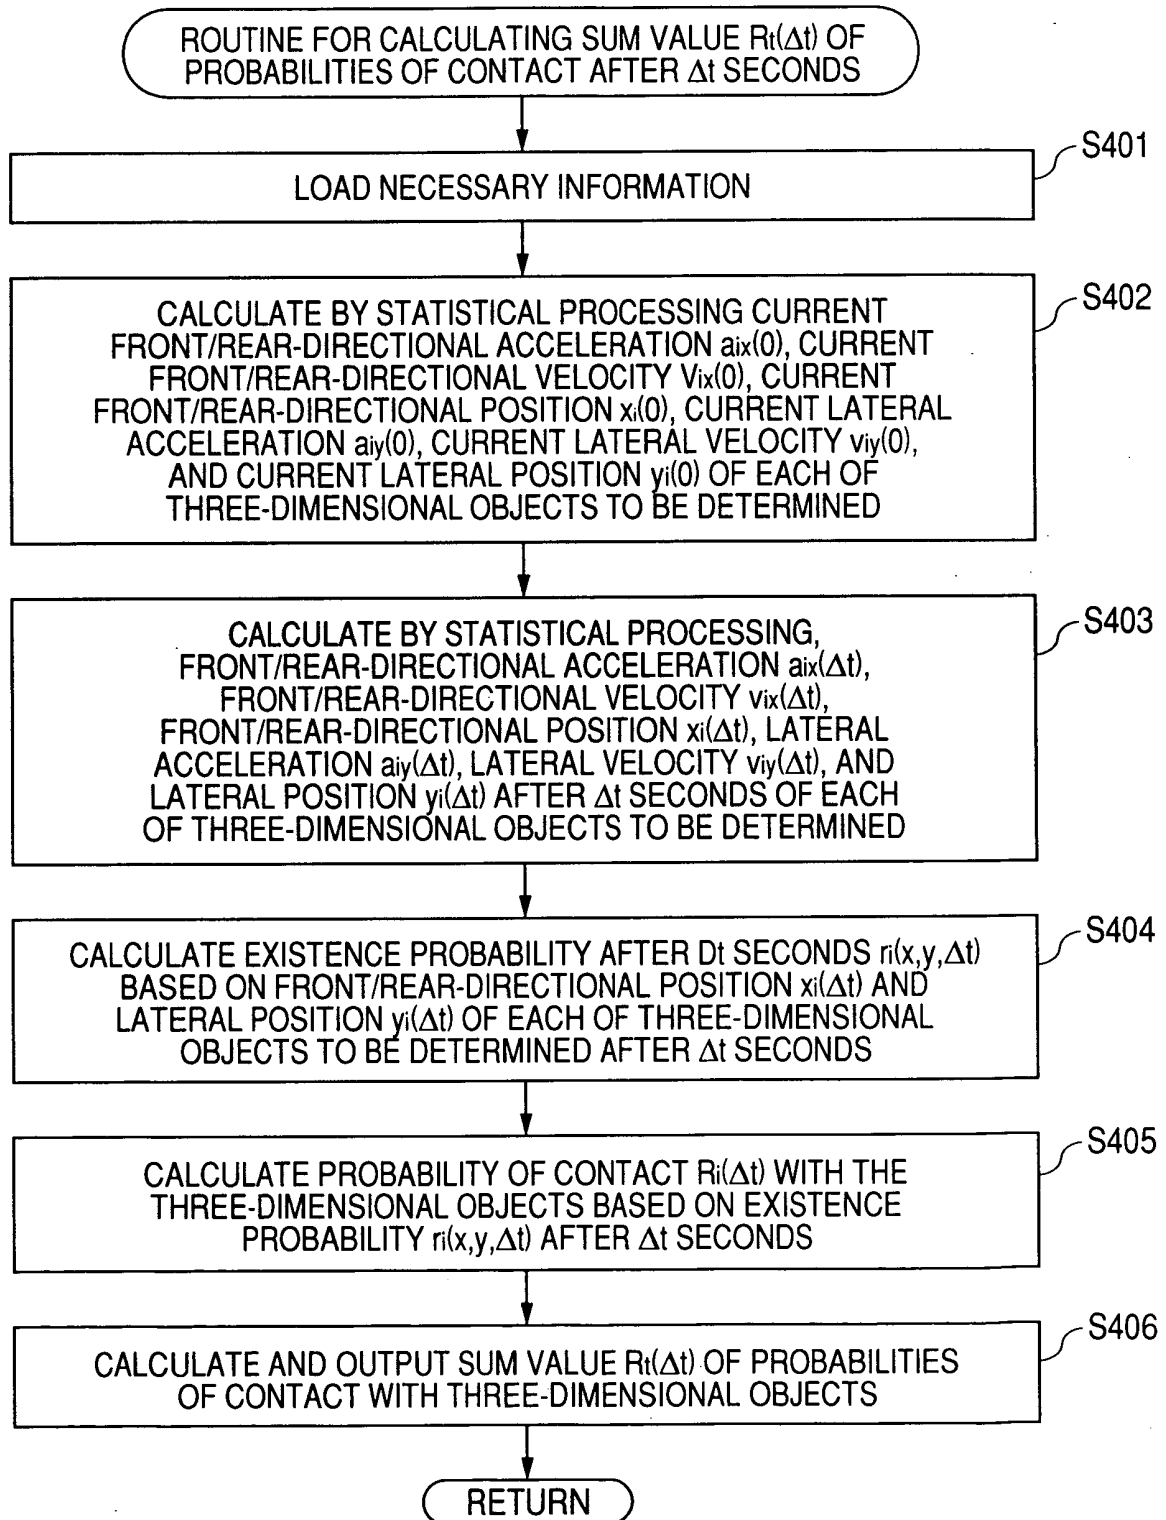 ROUTINE FOR CALCULATING SUM VALUE Rt(Δt) OF
PROBABILITIES OF CONTACT AFTER Δt SECONDS
S401
LOAD NECESSARY INFORMATION
S402
CALCULATE BY STATISTICAL PROCESSING CURRENT
FRONT/REAR-DIRECTIONAL ACCELERATION aix(0), CURRENT
FRONT/REAR-DIRECTIONAL VELOCITY Vix(0), CURRENT
FRONT/REAR-DIRECTIONAL POSITION xi(0), CURRENT LATERAL
ACCELERATION aiy(0), CURRENT LATERAL VELOCITY viy(0),
AND CURRENT LATERAL POSITION yi(0) OF EACH OF
THREE-DIMENSIONAL OBJECTS TO BE DETERMINED
S403
CALCULATE BY STATISTICAL PROCESSING,
FRONT/REAR-DIRECTIONAL ACCELERATION aix(Δt),
FRONT/REAR-DIRECTIONAL VELOCITY vix(Δt),
FRONT/REAR-DIRECTIONAL POSITION xi(Δt), LATERAL
ACCELERATION aiy(Δt), LATERAL VELOCITY viy(Δt), AND
LATERAL POSITION yi(Δt) AFTER Δt SECONDS OF EACH
OF THREE-DIMENSIONAL OBJECTS TO BE DETERMINED
S404
CALCULATE EXISTENCE PROBABILITY AFTER Dt SECONDS ri(x,y,Δt)
BASED ON FRONT/REAR-DIRECTIONAL POSITION xi(Δt) AND
LATERAL POSITION yi(Δt) OF EACH OF THREE-DIMENSIONAL
OBJECTS TO BE DETERMINED AFTER Δt SECONDS
S405
CALCULATE PROBABILITY OF CONTACT Ri(Δt) WITH THE
THREE-DIMENSIONAL OBJECTS BASED ON EXISTENCE
PROBABILITY ri(x,y,Δt) AFTER Δt SECONDS
S406
CALCULATE AND OUTPUT SUM VALUE Rt(Δt) OF PROBABILITIES
OF CONTACT WITH THREE-DIMENSIONAL OBJECTS
RETURN